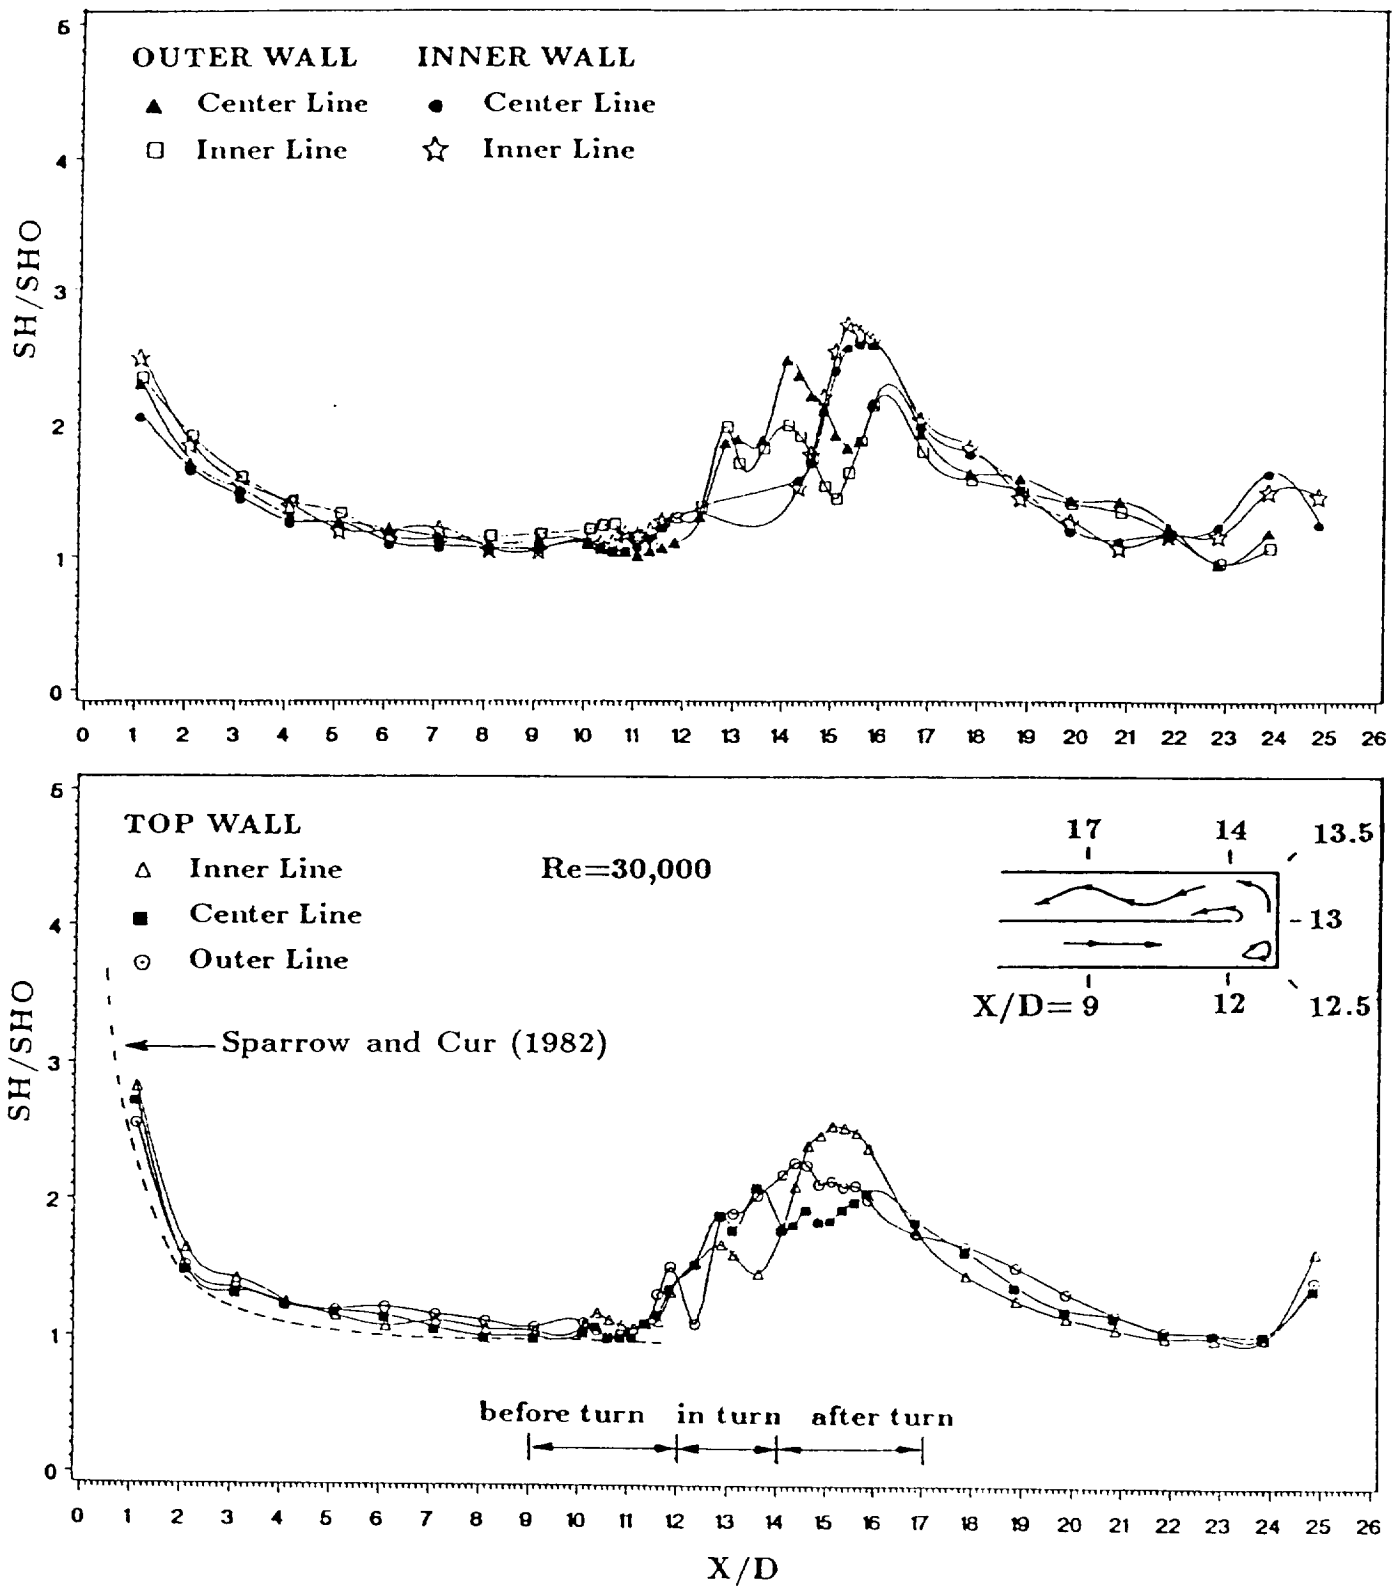 OUTER WALL INNER WALL
Center Line Center Line
Inner Line Inner Line
SH/SHO
5
4
3
2
1
0
0 1 2 3 4 5 6 7 8 9 10 11 12 13 14 15 16 17 18 19 20 21 22 23 24 25 26
TOP WALL
Inner Line
Center Line
Outer Line
Re=30,000
17 14 13.5
13
X/D= 9 12 12.5
Sparrow and Cur (1982)
SH/SHO
5
4
3
2
1
0
before turn in turn after turn
0 1 2 3 4 5 6 7 8 9 10 11 12 13 14 15 16 17 18 19 20 21 22 23 24 25 26
X/D